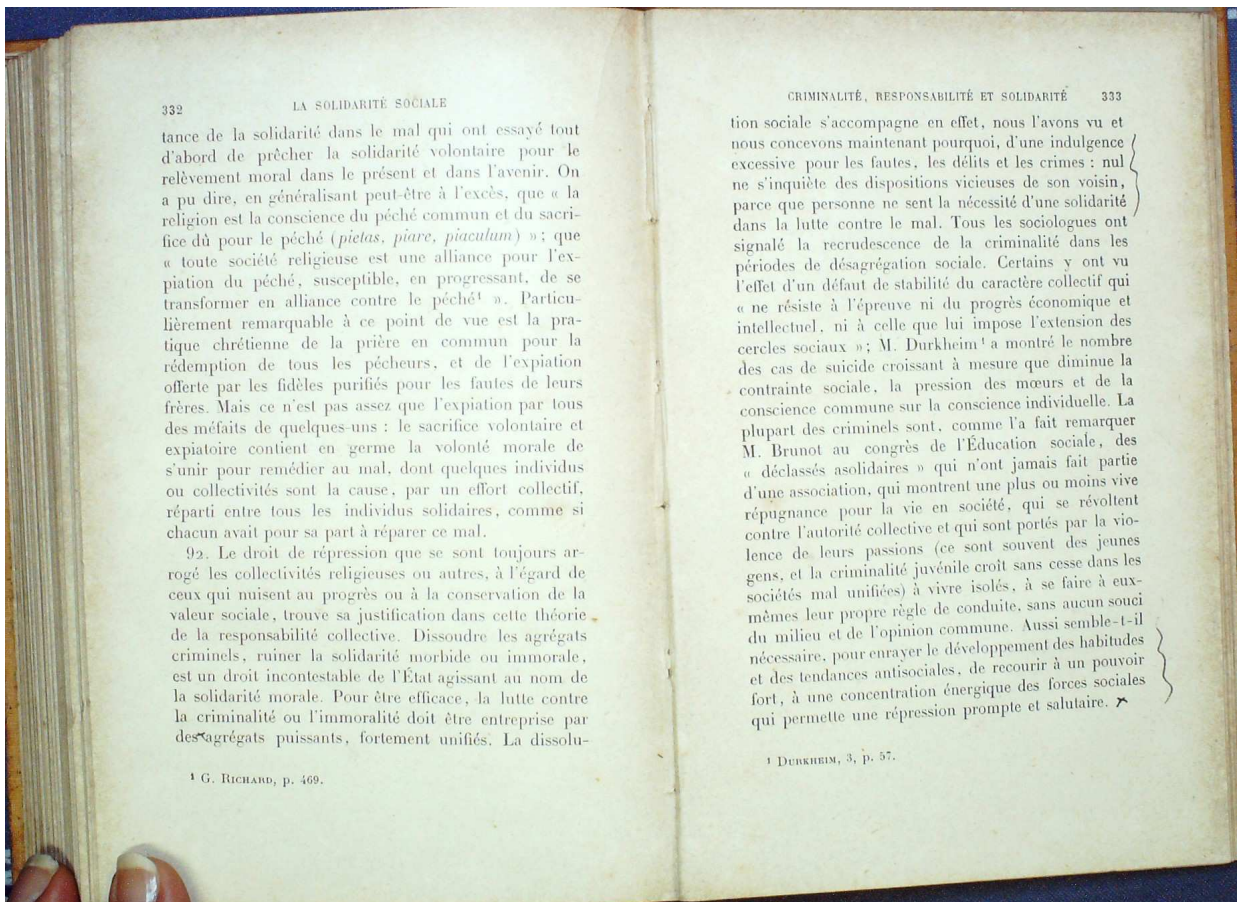 332 LA SOLIDARITÉ SOCIALE
tance de la solidarité dans le mal qui ont essayé tout
d'abord de prêcher la solidarité volontaire pour le
relèvement moral dans le présent et dans l'avenir. On
a pu dire, en généralisant peut-être à l'excès, que « la
religion est la conscience du péché commun et du sacri-
fice dû pour le péché (pietas, piare, piaculum) »; que
« toute société religieuse est une alliance pour l'ex-
piation du péché, susceptible, en progressant, de se
transformer en alliance contre le péché¹ ». Particu-
lièrement remarquable à ce point de vue est la pra-
tique chrétienne de la prière en commun pour la
rédemption de tous les pécheurs, et de l'expiation
offerte par les fidèles purifiés pour les fautes de leurs
frères. Mais ce n'est pas assez que l'expiation par tous
des méfaits de quelques-uns : le sacrifice volontaire et
expiatoire contient en germe la volonté morale de
s'unir pour remédier au mal, dont quelques individus
ou collectivités sont la cause, par un effort collectif,
réparti entre tous les individus solidaires, comme si
chacun avait pour sa part à réparer ce mal.
92. Le droit de répression que se sont toujours ar-
rogé les collectivités religieuses ou autres, à l'égard de
ceux qui nuisent au progrès ou à la conservation de la
valeur sociale, trouve sa justification dans cette théorie
de la responsabilité collective. Dissoudre les agrégats
criminels, ruiner la solidarité morbide ou immorale,
est un droit incontestable de l'État agissant au nom de
la solidarité morale. Pour être efficace, la lutte contre
la criminalité ou l'immoralité doit être entreprise par
des agrégats puissants, fortement unifiés. La dissolu-
¹ G. RICHARD, p. 469.
CRIMINALITÉ, RESPONSABILITÉ ET SOLIDARITÉ 333
tion sociale s'accompagne en effet, nous l'avons vu et
nous concevons maintenant pourquoi, d'une indulgence
excessive pour les fautes, les délits et les crimes : nul
ne s'inquiète des dispositions vicieuses de son voisin,
parce que personne ne sent la nécessité d'une solidarité
dans la lutte contre le mal. Tous les sociologues ont
signalé la recrudescence de la criminalité dans les
périodes de désagrégation sociale. Certains y ont vu
l'effet d'un défaut de stabilité du caractère collectif qui
« ne résiste à l'épreuve ni du progrès économique et
intellectuel, ni à celle que lui impose l'extension des
cercles sociaux »; M. Durkheim¹ a montré le nombre
des cas de suicide croissant à mesure que diminue la
contrainte sociale, la pression des mœurs et de la
conscience commune sur la conscience individuelle. La
plupart des criminels sont, comme l'a fait remarquer
M. Brunot au congrès de l'Éducation sociale, des
« déclassés asolidaires » qui n'ont jamais fait partie
d'une association, qui montrent une plus ou moins vive
répugnance pour la vie en société, qui se révoltent
contre l'autorité collective et qui sont portés par la vio-
lence de leurs passions (ce sont souvent des jeunes
gens, et la criminalité juvénile croît sans cesse dans les
sociétés mal unifiées) à vivre isolés, à se faire à eux-
mêmes leur propre règle de conduite, sans aucun souci
du milieu et de l'opinion commune. Aussi semble-t-il
nécessaire, pour enrayer le développement des habitudes
et des tendances antisociales, de recourir à un pouvoir
fort, à une concentration énergique des forces sociales
qui permette une répression prompte et salutaire.
¹ DURKHEIM, 3, p. 57.